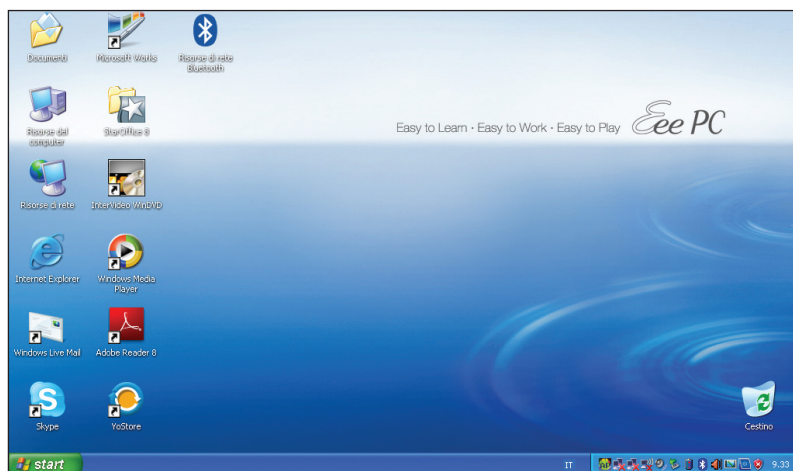 Documenti
Microsoft Works
Risorse di rete
Bluetooth
Risorse del
computer
StarOffice 8
Easy to Learn · Easy to Work · Easy to Play
Eee PC
Risorse di rete
InterVideo WinDVD
Internet Explorer
Windows Media
Player
Windows Live Mail
Adobe Reader 8
Skype
YoStore
Cestino
start
IT
9.33